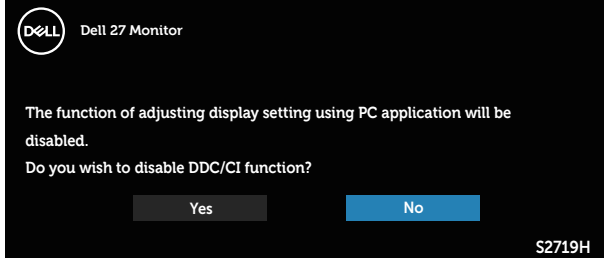 DELL Dell 27 Monitor
The function of adjusting display setting using PC application will be
disabled.
Do you wish to disable DDC/CI function?
Yes No
S2719H